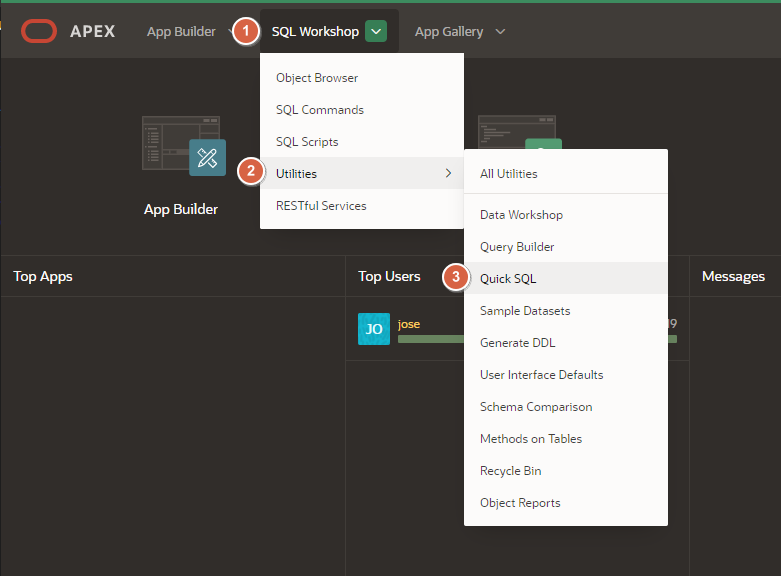 APEX
App Builder
1
SQL Workshop
App Gallery
Object Browser
SQL Commands
SQL Scripts
2
Utilities
RESTful Services
All Utilities
Data Workshop
Query Builder
3
Quick SQL
Sample Datasets
Generate DDL
User Interface Defaults
Schema Comparison
Methods on Tables
Recycle Bin
Object Reports
App Builder
Top Apps
Top Users
Messages
JO
jose